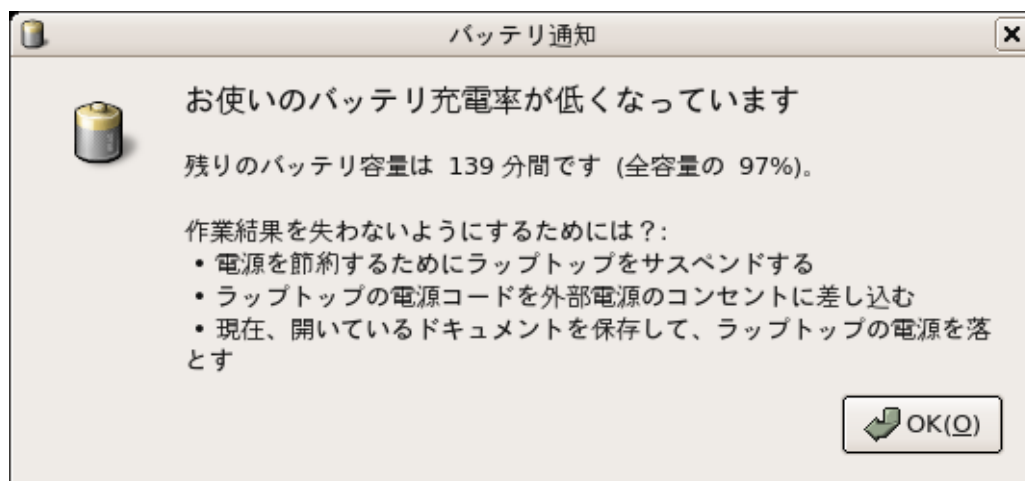 バッテリ通知
お使いのバッテリ充電率が低くなっています
残りのバッテリ容量は 139 分間です (全容量の 97%)。
作業結果を失わないようにするためには？:
• 電源を節約するためにラップトップをサスペンドする
• ラップトップの電源コードを外部電源のコンセントに差し込む
• 現在、開いているドキュメントを保存して、ラップトップの電源を落
とす
OK(O)